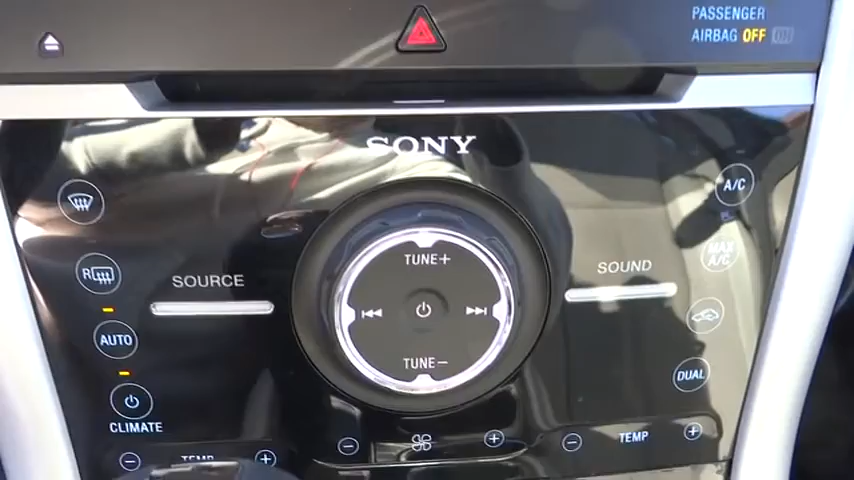 PASSENGER
AIRBAG OFF ON
SONY
A/C
TUNE+
MAX A/C
R
SOURCE
SOUND
AUTO
TUNE−
DUAL
CLIMATE
TEMP
TEMP